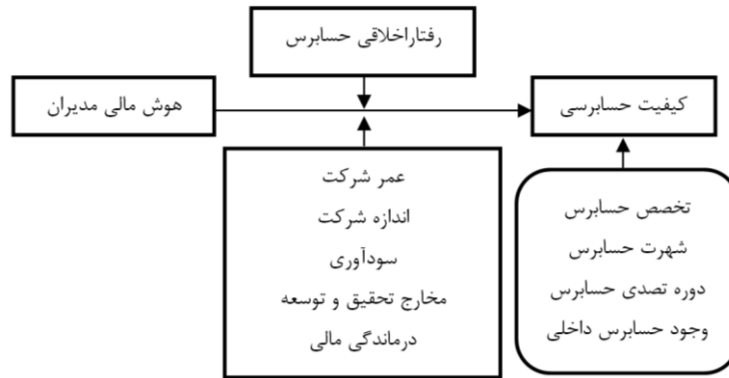 رفتاراخلاقی حسابرس
هوش مالی مدیران
کیفیت حسابرسی
عمر شرکت
اندازه شرکت
سودآوری
مخارج تحقیق و توسعه
درماندگی مالی
تخصص حسابرس
شهرت حسابرس
دوره تصدی حسابرس
وجود حسابرس داخلی